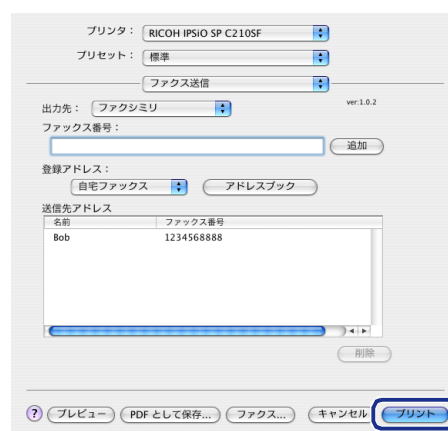 プリンタ： RICOH IPSiO SP C210SF
プリセット： 標準
ファクス送信
出力先： ファクシミリ ver:1.0.2
ファックス番号：
追加
登録アドレス：
自宅ファックス アドレスブック
送信先アドレス
名前 ファックス番号
Bob 1234568888
削除
? プレビュー PDF として保存... ファクス... キャンセル プリント